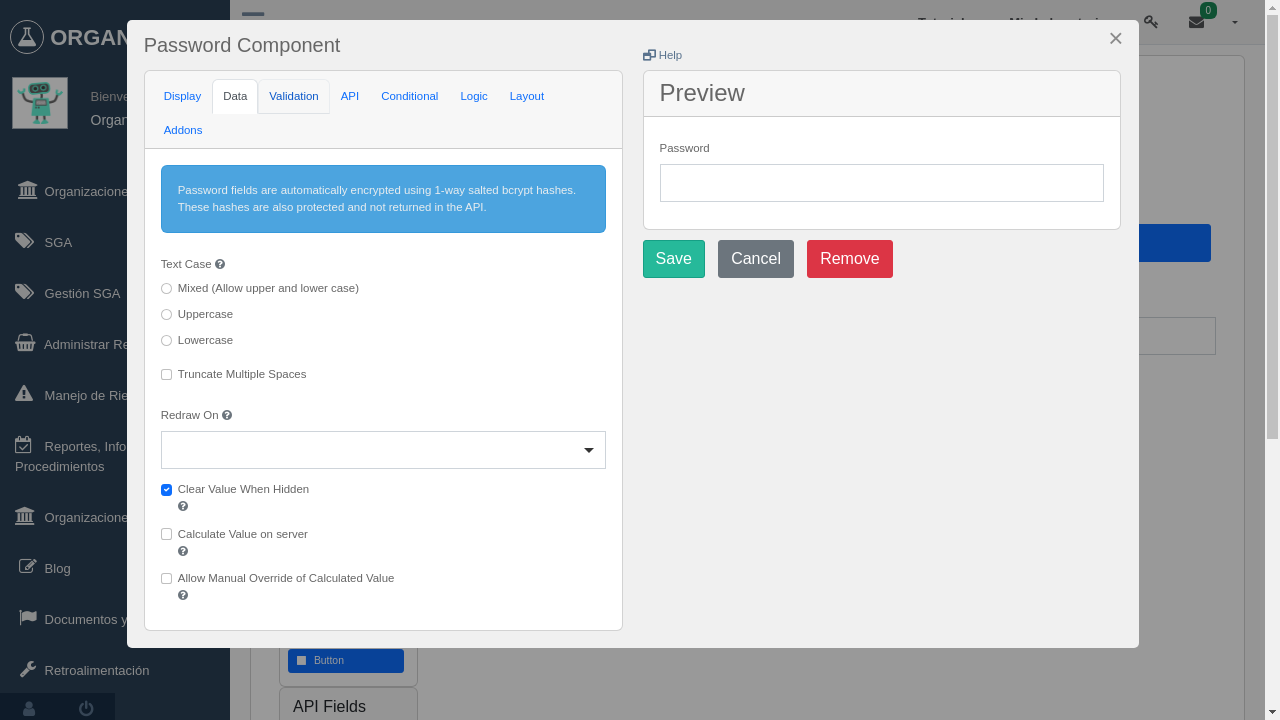 ORGAN
Bienve
Organ
Organizacione
SGA
Gestión SGA
Administrar Re
Manejo de Rie
Reportes, Info
Procedimientos
Organizacione
Blog
Documentos y
Retroalimentación
0
Password Component
×
Help
Display
Data
Validation
API
Conditional
Logic
Layout
Addons
Password fields are automatically encrypted using 1-way salted bcrypt hashes.
These hashes are also protected and not returned in the API.
Text Case
Mixed (Allow upper and lower case)
Uppercase
Lowercase
Truncate Multiple Spaces
Redraw On
Clear Value When Hidden
Calculate Value on server
Allow Manual Override of Calculated Value
Preview
Password
Save
Cancel
Remove
Button
API Fields